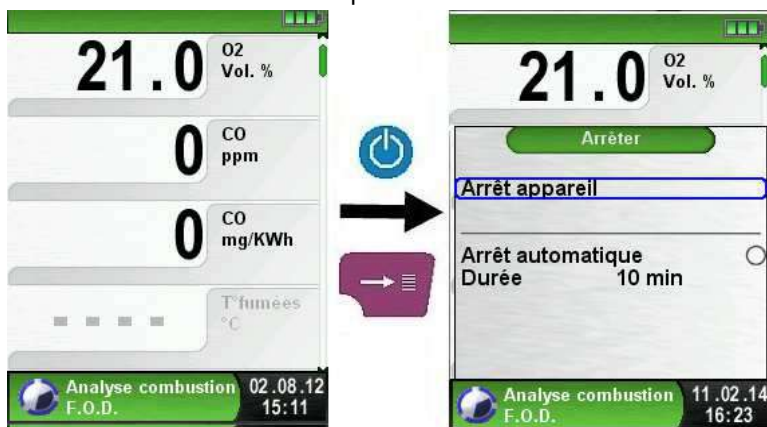 21.0 O2
Vol. %
0 CO
ppm
0 CO
mg/KWh
- - - - T°fumées
°C
Analyse combustion 02.08.12
F.O.D. 15:11
21.0 O2
Vol. %
Arrêter
Arrêt appareil
Arrêt automatique
Durée 10 min
Analyse combustion 11.02.14
F.O.D. 16:23